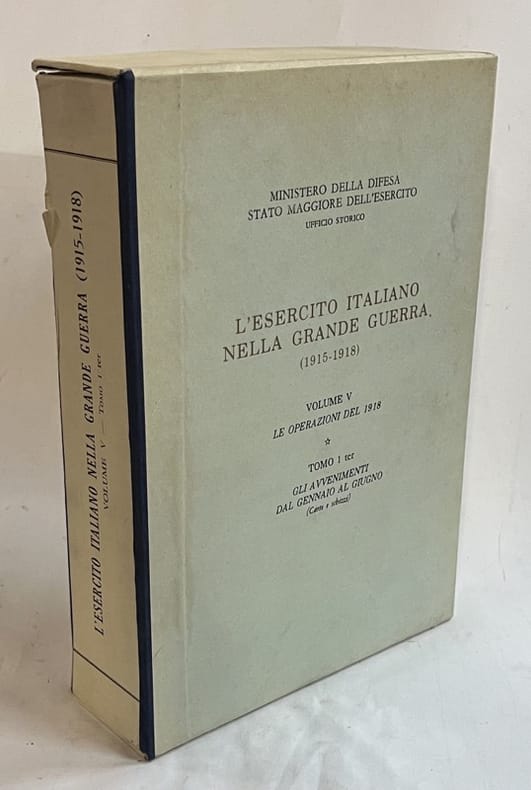 MINISTERO DELLA DIFESA
STATO MAGGIORE DELL'ESERCITO
UFFICIO STORICO
L'ESERCITO ITALIANO
NELLA GRANDE GUERRA
(1915-1918)
VOLUME V
LE OPERAZIONI DEL 1918
☆
TOMO 1 ter
GLI AVVENIMENTI
DAL GENNAIO AL GIUGNO
(Carte e schizzi)
L'ESERCITO ITALIANO NELLA GRANDE GUERRA (1915-1918)
VOLUME V — TOMO 1 ter